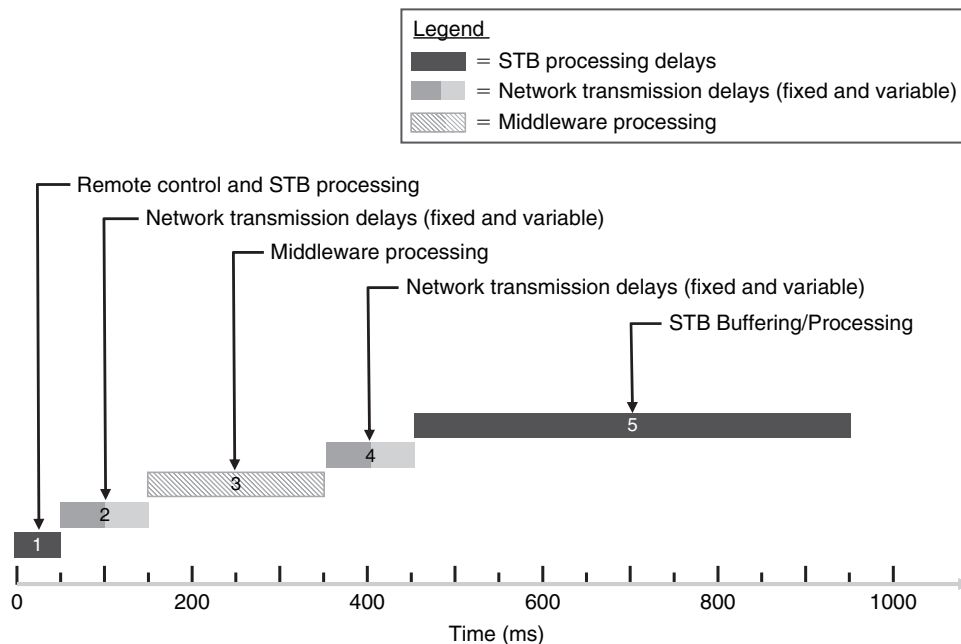 Legend
= STB processing delays
= Network transmission delays (fixed and variable)
= Middleware processing
Remote control and STB processing
Network transmission delays (fixed and variable)
Middleware processing
Network transmission delays (fixed and variable)
STB Buffering/Processing
5
4
3
2
1
0 200 400 600 800 1000
Time (ms)